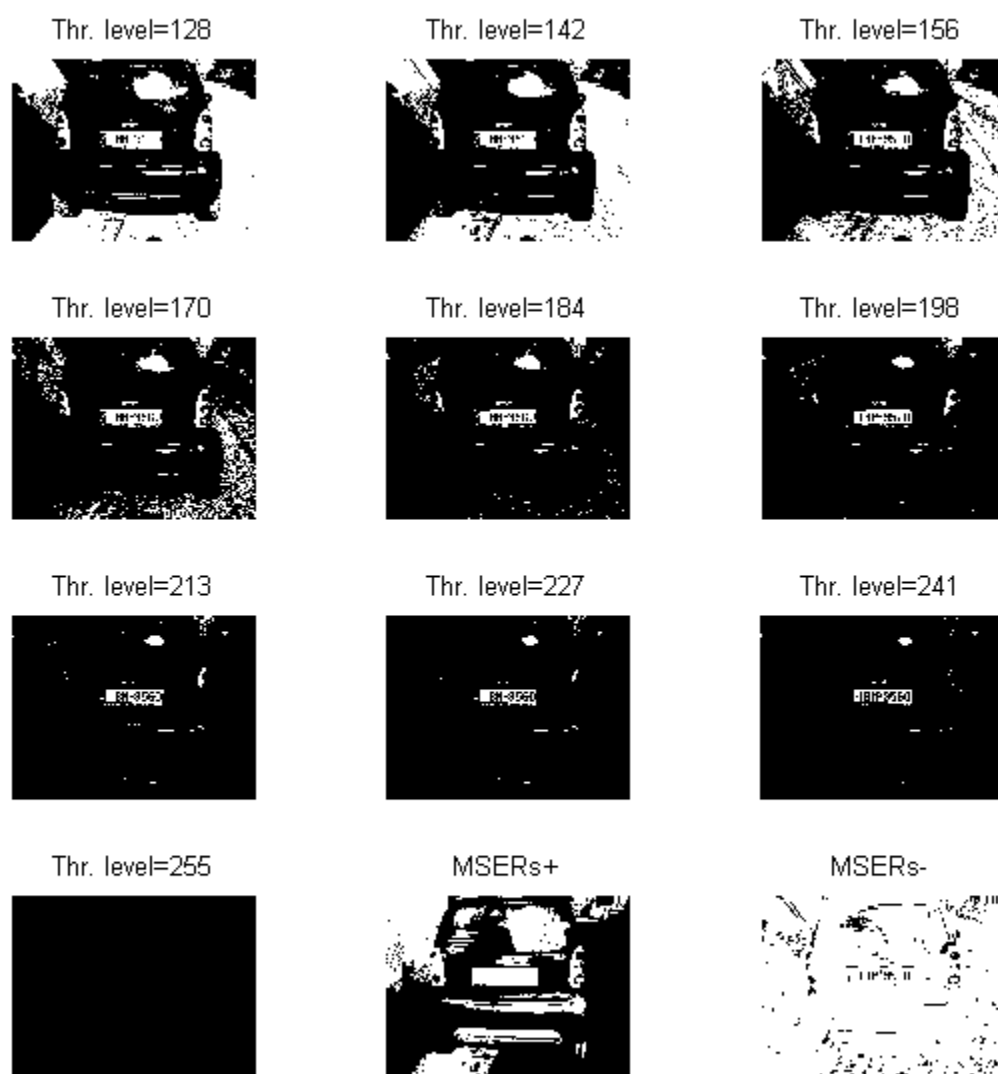 Thr. level=128
Thr. level=142
Thr. level=156
Thr. level=170
Thr. level=184
Thr. level=198
Thr. level=213
Thr. level=227
Thr. level=241
Thr. level=255
MSERs+
MSERs-